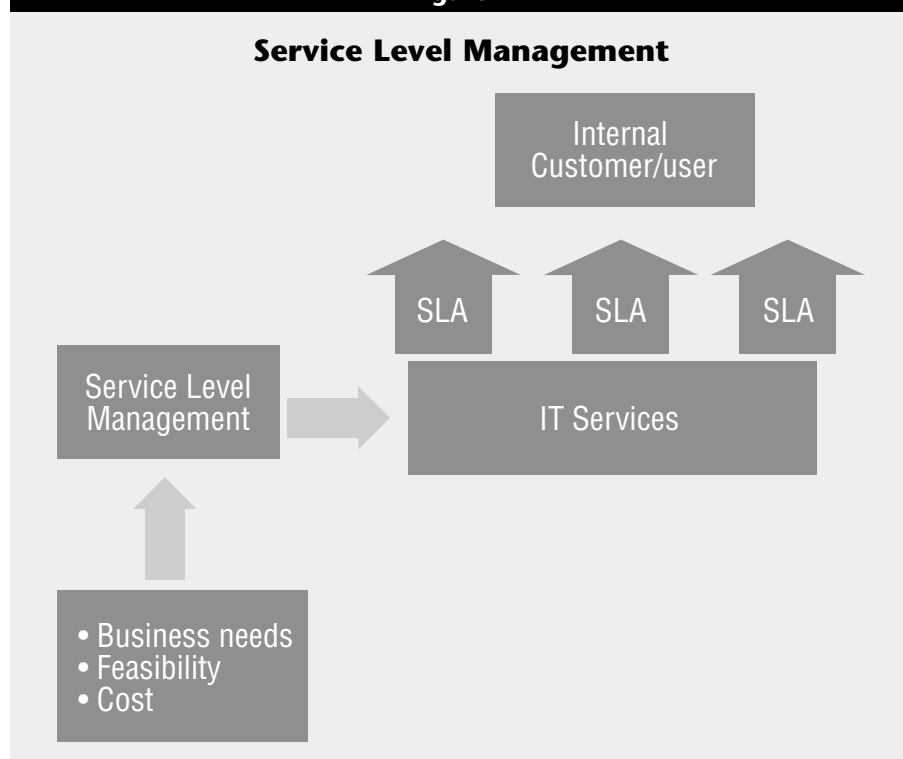 Service Level Management
Internal
Customer/user
SLA SLA SLA
Service Level
Management
IT Services
• Business needs
• Feasibility
• Cost